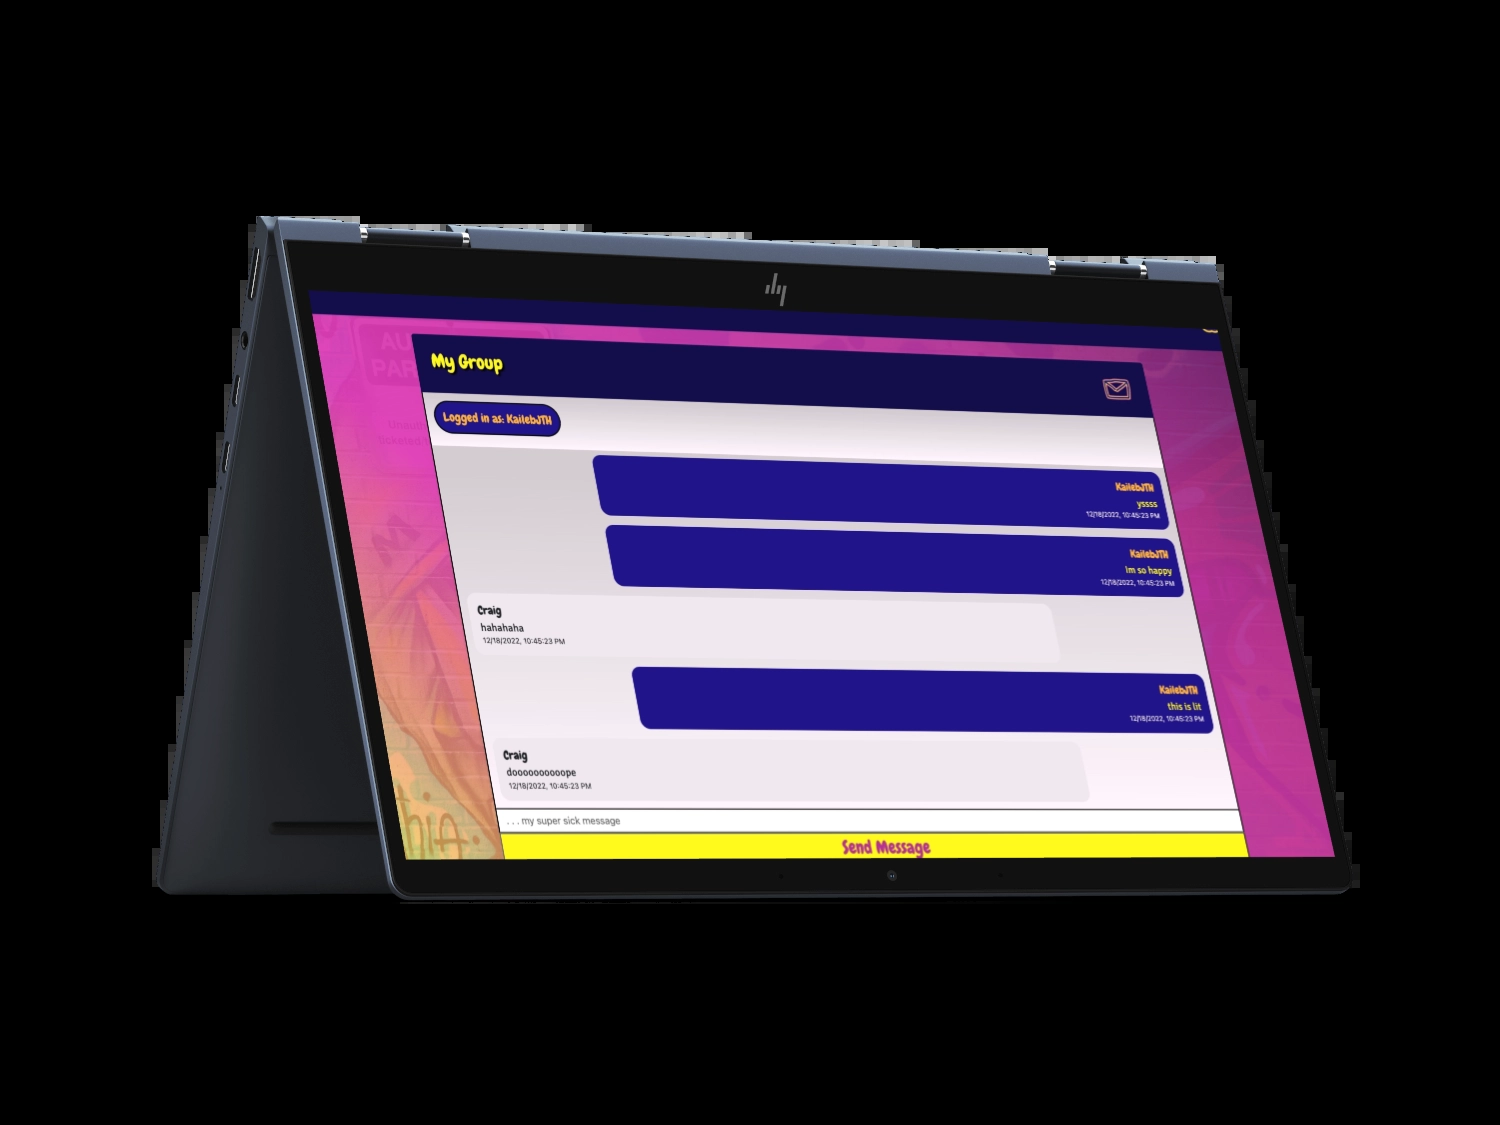 My Group
Logged in as: KailebJTH
KailebJTH
yssss
12/18/2022, 10:45:23 PM
KailebJTH
Im so happy
12/18/2022, 10:45:23 PM
Craig
hahahaha
12/18/2022, 10:45:23 PM
KailebJTH
this is lit
12/18/2022, 10:45:23 PM
Craig
doooooooooope
12/18/2022, 10:45:23 PM
. . . my super sick message
Send Message